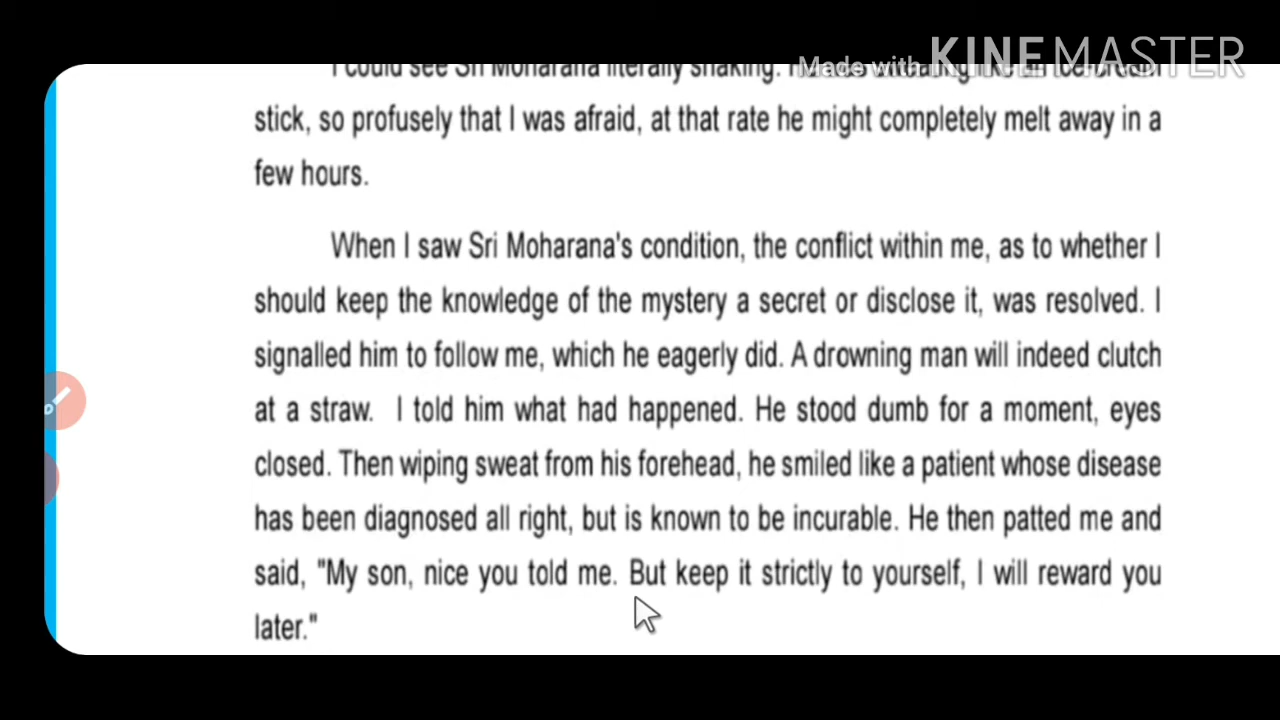 Made with KINEMASTER
I could see Sri Moharana literally shaking.
stick, so profusely that I was afraid, at that rate he might completely melt away in a
few hours.
When I saw Sri Moharana's condition, the conflict within me, as to whether I
should keep the knowledge of the mystery a secret or disclose it, was resolved. I
signalled him to follow me, which he eagerly did. A drowning man will indeed clutch
at a straw. I told him what had happened. He stood dumb for a moment, eyes
closed. Then wiping sweat from his forehead, he smiled like a patient whose disease
has been diagnosed all right, but is known to be incurable. He then patted me and
said, "My son, nice you told me. But keep it strictly to yourself, I will reward you
later."